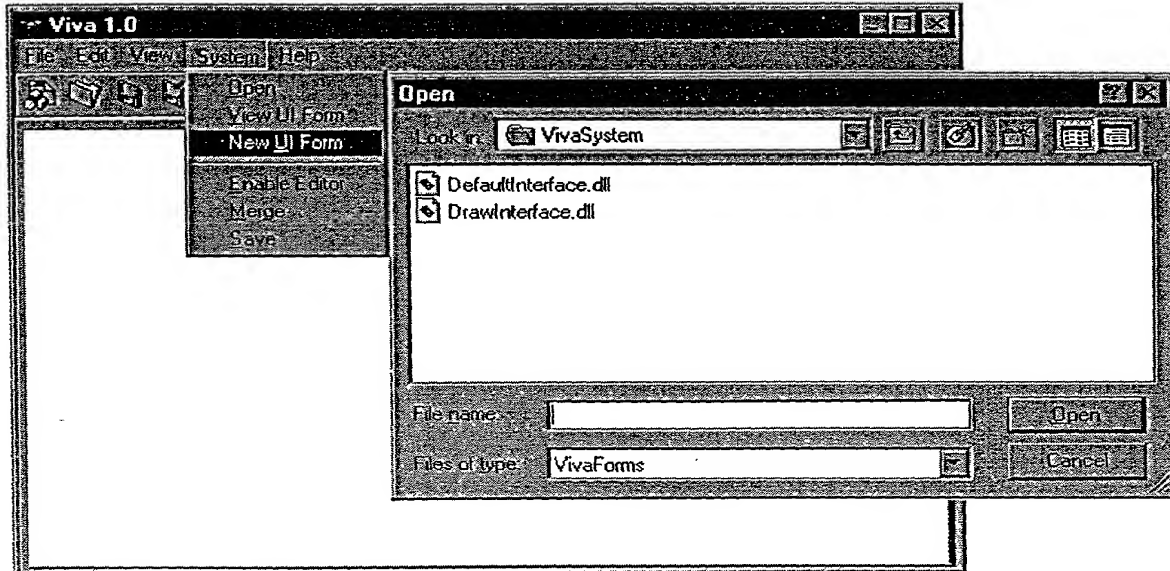 Viva 1.0
File Edit View System Help
Open
View UI Form
New UI Form
Enable Editor
Merge
Save
Open
Look in: VivaSystem
DefaultInterface.dll
DrawInterface.dll
File name:
Open
Files of type: VivaForms
Cancel